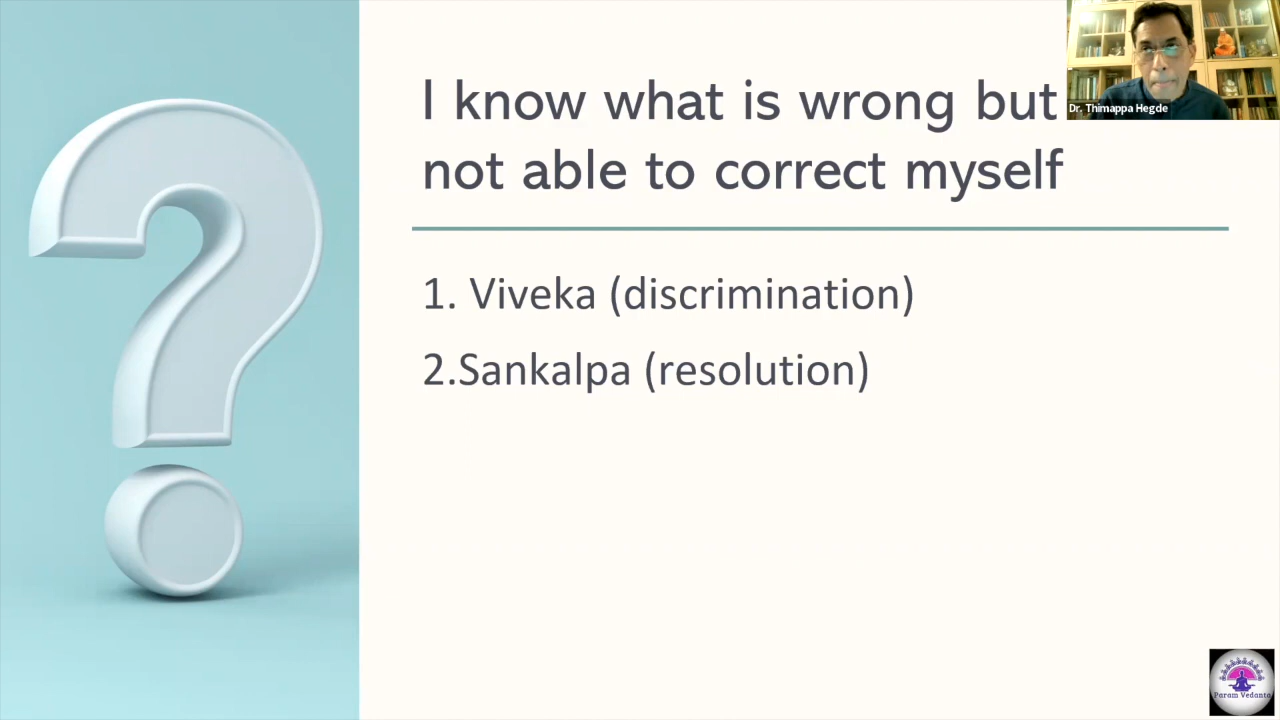 I know what is wrong but
not able to correct myself
1. Viveka (discrimination)
2.Sankalpa (resolution)
Dr. Thimappa Hegde
Param Vedanta